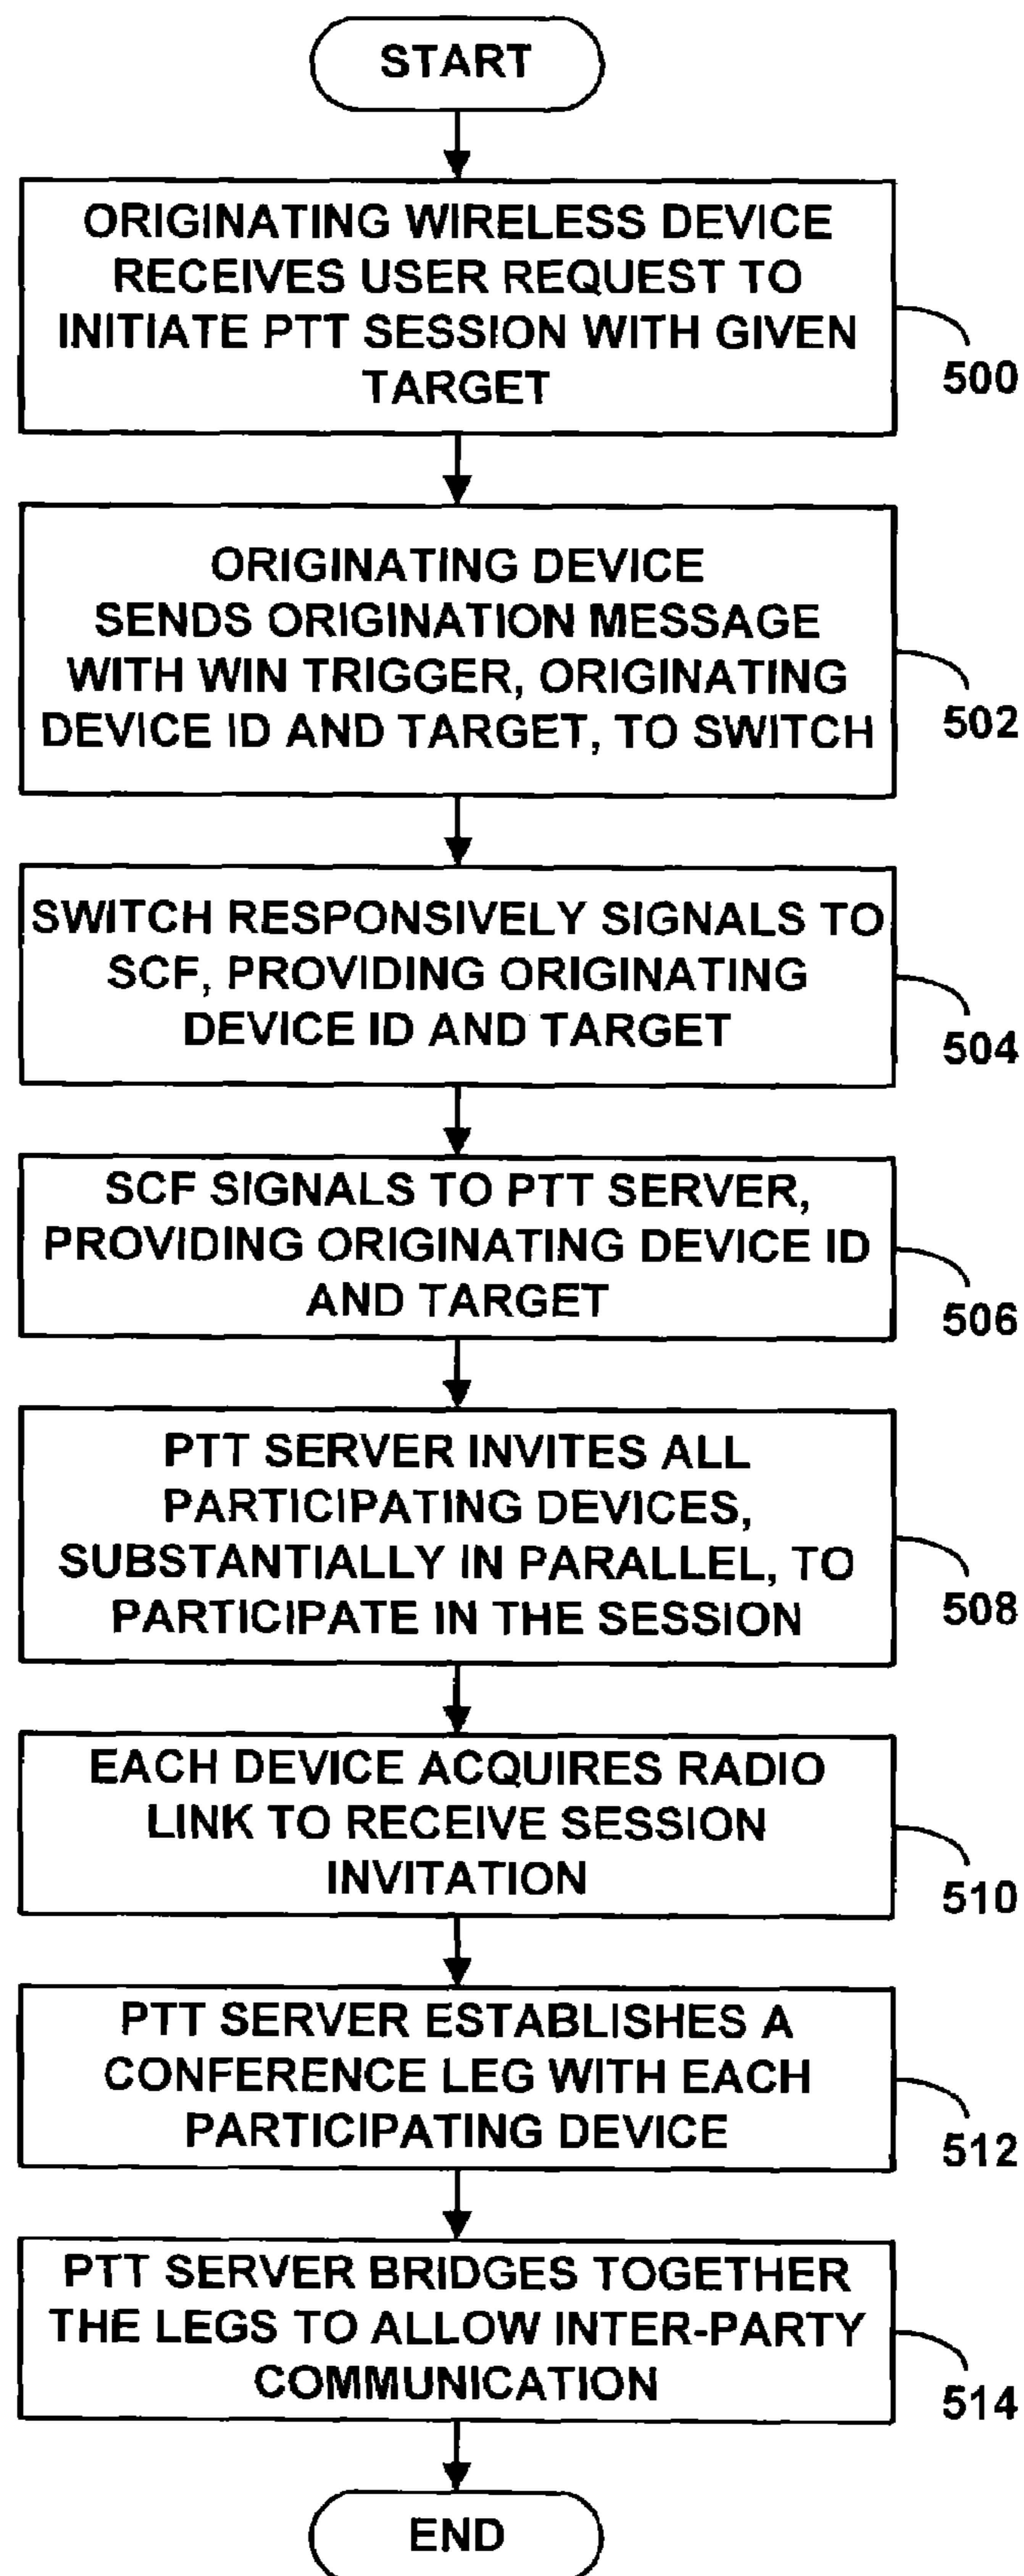 START
ORIGINATING WIRELESS DEVICE
RECEIVES USER REQUEST TO
INITIATE PTT SESSION WITH GIVEN
TARGET
500
ORIGINATING DEVICE
SENDS ORIGINATION MESSAGE
WITH WIN TRIGGER, ORIGINATING
DEVICE ID AND TARGET, TO SWITCH
502
SWITCH RESPONSIVELY SIGNALS TO
SCF, PROVIDING ORIGINATING
DEVICE ID AND TARGET
504
SCF SIGNALS TO PTT SERVER,
PROVIDING ORIGINATING DEVICE ID
AND TARGET
506
PTT SERVER INVITES ALL
PARTICIPATING DEVICES,
SUBSTANTIALLY IN PARALLEL, TO
PARTICIPATE IN THE SESSION
508
EACH DEVICE ACQUIRES RADIO
LINK TO RECEIVE SESSION
INVITATION
510
PTT SERVER ESTABLISHES A
CONFERENCE LEG WITH EACH
PARTICIPATING DEVICE
512
PTT SERVER BRIDGES TOGETHER
THE LEGS TO ALLOW INTER-PARTY
COMMUNICATION
514
END